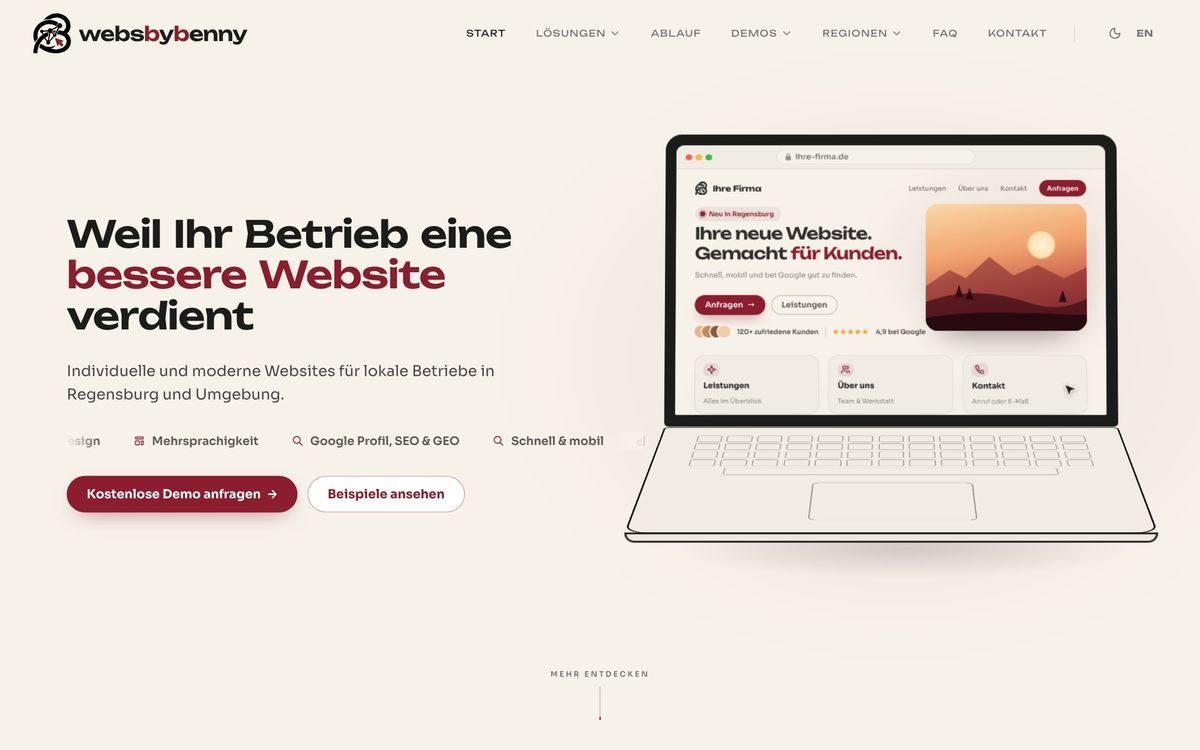 websbybenny
START
LÖSUNGEN
ABLAUF
DEMOS
REGIONEN
FAQ
KONTAKT
EN
Weil Ihr Betrieb eine
bessere Website
verdient
Individuelle und moderne Websites für lokale Betriebe in
Regensburg und Umgebung.
esign
Mehrsprachigkeit
Google Profil, SEO & GEO
Schnell & mobil
Kostenlose Demo anfragen →
Beispiele ansehen
ihre-firma.de
Ihre Firma
Leistungen
Über uns
Kontakt
Anfragen
Neu in Regensburg
Ihre neue Website.
Gemacht für Kunden.
Schnell, mobil und bei Google gut zu finden.
Anfragen →
Leistungen
120+ zufriedene Kunden
★★★★★ 4,9 bei Google
Leistungen
Alles im Überblick
Über uns
Team & Werkstatt
Kontakt
Anruf oder E-Mail
MEHR ENTDECKEN